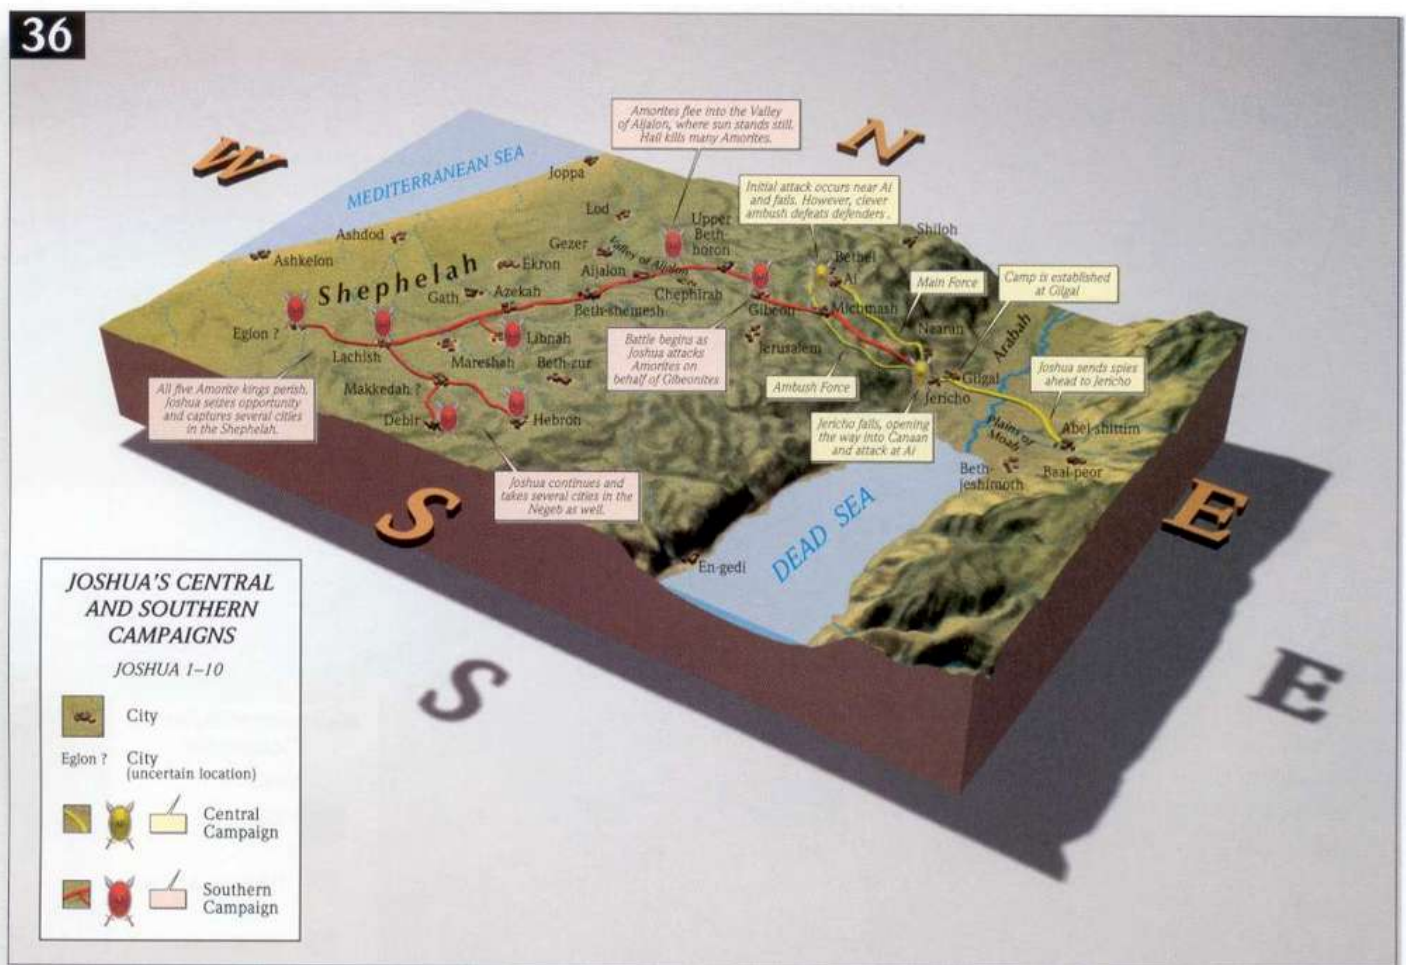 36
W
N
S
E
S
E
MEDITERRANEAN SEA
Joppa
Amorites flee into the Valley
of Aijalon, where sun stands still.
Hail kills many Amorites.
Initial attack occurs near Ai
and fails. However, clever
ambush defeats defenders.
Lod
Upper
Beth-
horon
Shiloh
Ashdod
Ashkelon
Gezer
Valley of Aijalon
Bethel
Ai
Ekron
Aijalon
Shephelah
Gath
Azekah
Chephirah
Beth-shemesh
Gibeon
Michmash
Main Force
Camp is established
at Gilgal
Naaran
Arabah
Eglon ?
Libnah
Lachish
Mareshah
Beth-zur
Jerusalem
Battle begins as
Joshua attacks
Amorites on
behalf of Gibeonites
Ambush Force
Gilgal
Jericho
Joshua sends spies
ahead to Jericho
All five Amorite kings perish.
Joshua seizes opportunity
and captures several cities
in the Shephelah.
Makkedah ?
Debir
Hebron
Jericho falls, opening
the way into Canaan
and attack at Ai
Plains of
Moab
Abel-shittim
Beth-
jeshimoth
Baal-peor
Joshua continues and
takes several cities in the
Negeb as well.
DEAD SEA
En-gedi
JOSHUA'S CENTRAL
AND SOUTHERN
CAMPAIGNS
JOSHUA 1–10
City
Eglon ?
City
(uncertain location)
Central
Campaign
Southern
Campaign